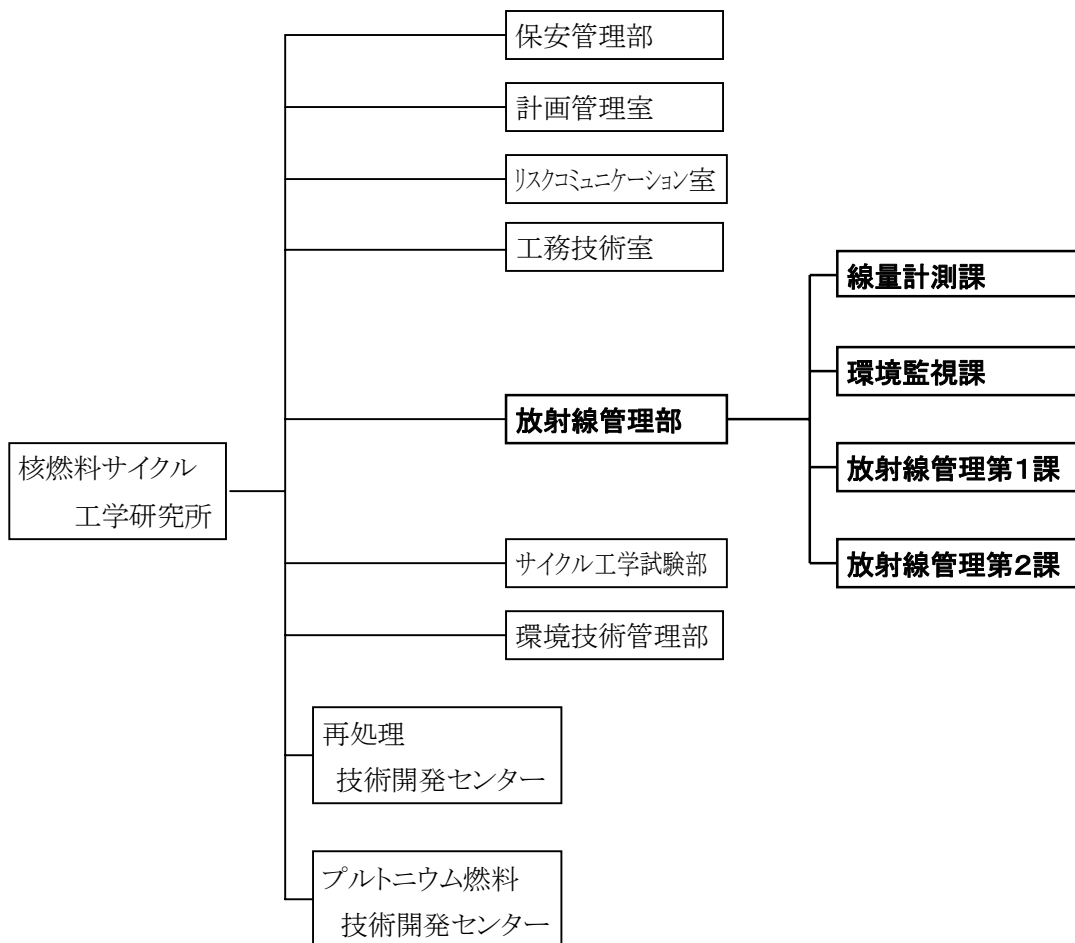 保安管理部
計画管理室
リスクコミュニケーション室
工務技術室
線量計測課
環境監視課
放射線管理部
放射線管理第1課
核燃料サイクル
工学研究所
放射線管理第2課
サイクル工学試験部
環境技術管理部
再処理
技術開発センター
プルトニウム燃料
技術開発センター